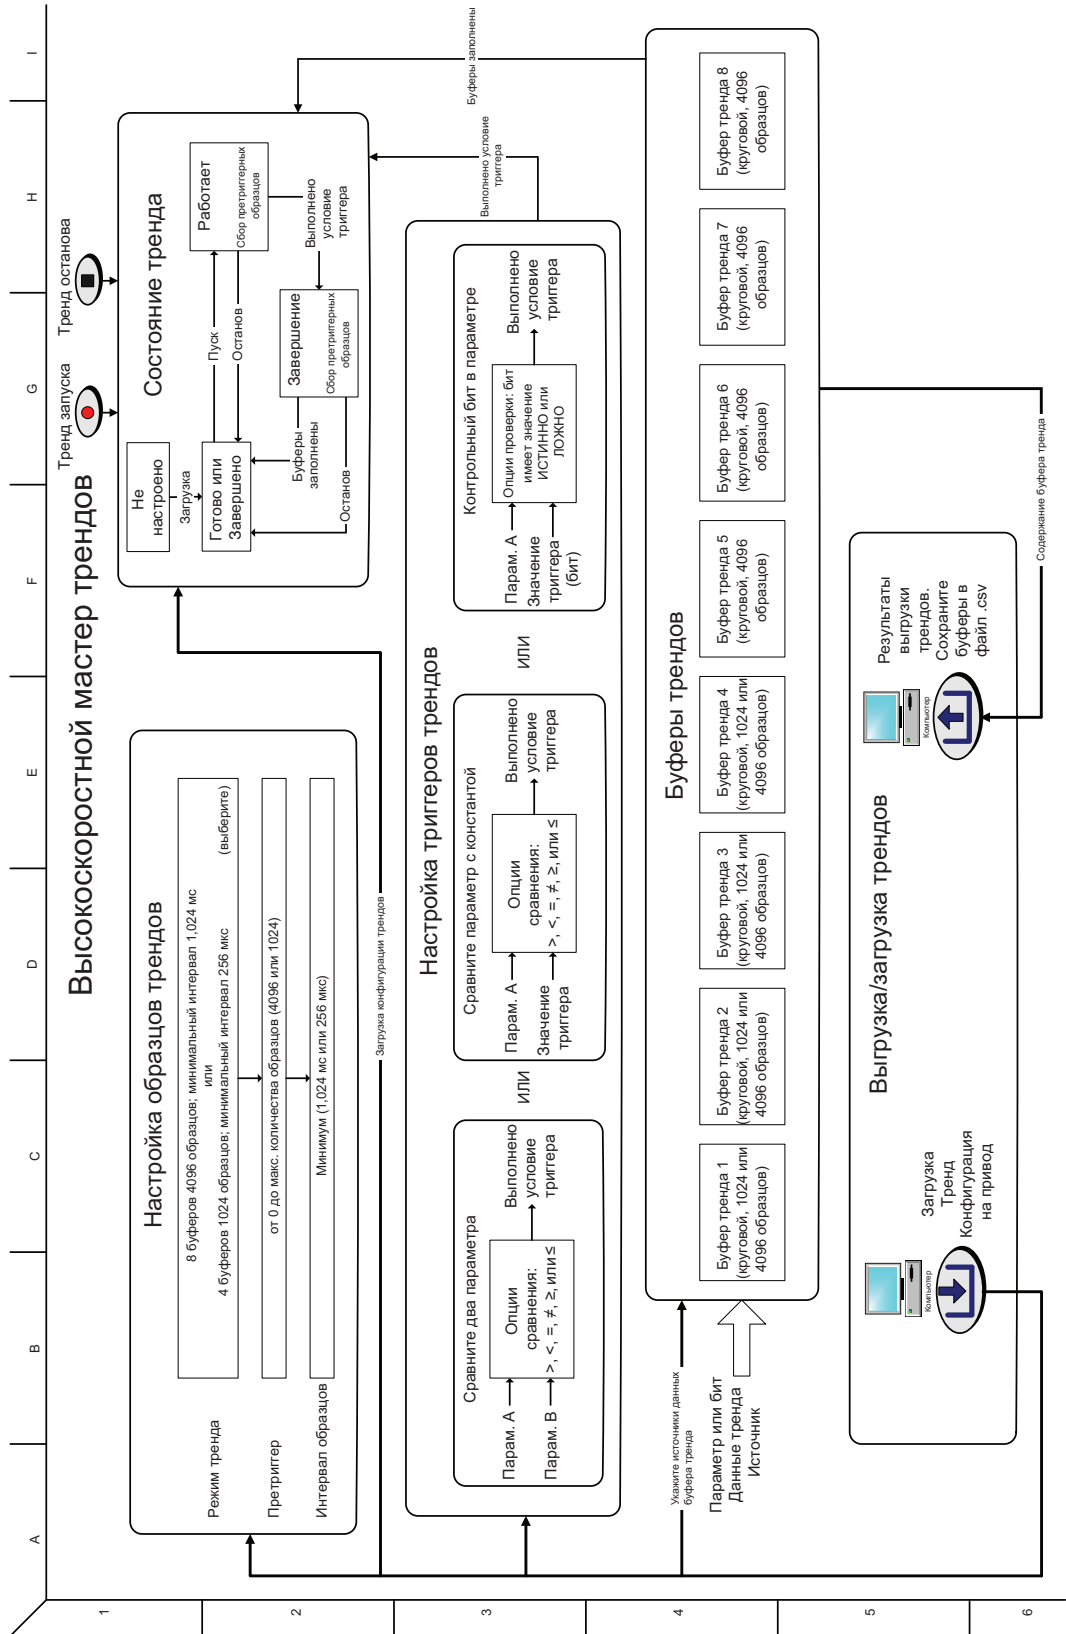 A
B
C
D
E
F
G
H
I
1
2
3
4
5
6
Высокоскоростной мастер трендов
Тренд запуска
Тренд останова
Настройка образцов трендов
Режим тренда
8 буферов 4096 образцов; минимальный интервал 1,024 мс
или
4 буферов 1024 образцов; минимальный интервал 256 мкс
(выберите)
Претриггер
от 0 до макс. количества образцов (4096 или 1024)
Интервал образцов
Минимум (1,024 мс или 256 мкс)
Состояние тренда
Не
настроено
Загрузка
Готово или
Завершено
Пуск
Останов
Работает
Сбор претриггерных
образцов
Выполнено
условие
триггера
Завершение
Сбор претриггерных
образцов
Буферы
заполнены
Останов
Загрузка конфигурации трендов
Настройка триггеров трендов
Сравните два параметра
Парам. А
Парам. В
Опции
сравнения:
>, <, =, ≠, ≥, или ≤
Выполнено
условие
триггера
ИЛИ
Сравните параметр с константой
Парам. А
Значение
триггера
Опции
сравнения:
>, <, =, ≠, ≥, или ≤
Выполнено
условие
триггера
ИЛИ
Контрольный бит в параметре
Парам. А
Значение
триггера
(бит)
Опции проверки: бит
имеет значение
ИСТИННО или
ЛОЖНО
Выполнено
условие
триггера
Выполнено условие
триггера
Буферы заполнены
Буферы трендов
Укажите источники данных
буфера тренда
Параметр или бит
Данные тренда
Источник
Буфер тренда 1
(круговой, 1024 или
4096 образцов)
Буфер тренда 2
(круговой, 1024 или
4096 образцов)
Буфер тренда 3
(круговой, 1024 или
4096 образцов)
Буфер тренда 4
(круговой, 1024 или
4096 образцов)
Буфер тренда 5
(круговой, 4096
образцов)
Буфер тренда 6
(круговой, 4096
образцов)
Буфер тренда 7
(круговой, 4096
образцов)
Буфер тренда 8
(круговой, 4096
образцов)
Выгрузка/загрузка трендов
Компьютер
Загрузка
Тренд
Конфигурация
на привод
Компьютер
Результаты
выгрузки
трендов.
Сохраните
буферы в
файл .csv
Содержание буфера тренда